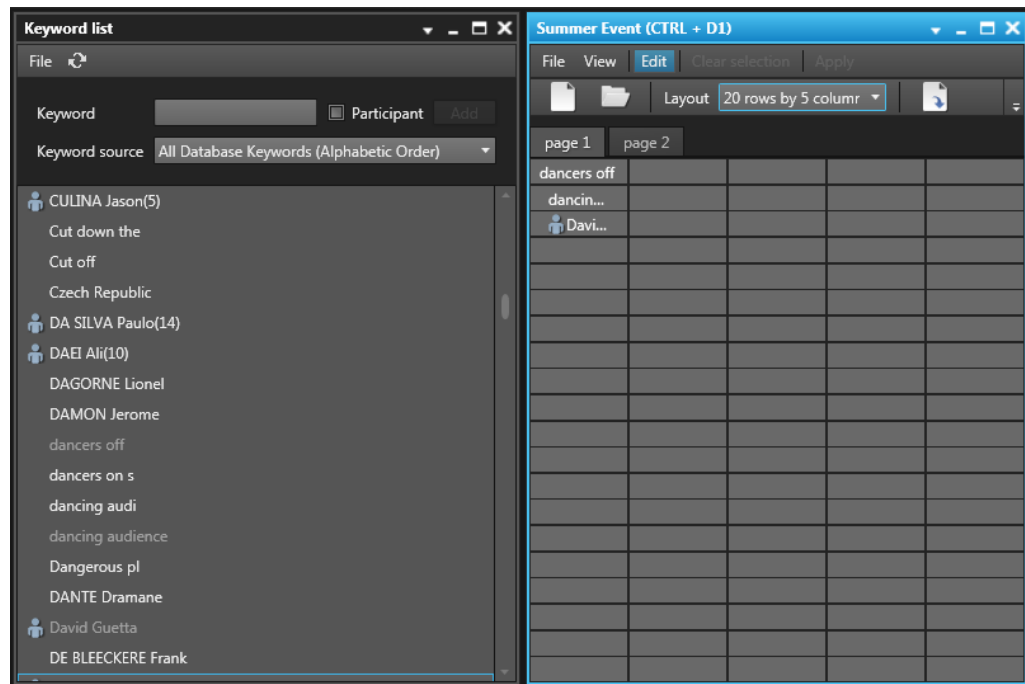 Keyword list
File
Keyword
Participant
Add
Keyword source
All Database Keywords (Alphabetic Order)
CULINA Jason(5)
Cut down the
Cut off
Czech Republic
DA SILVA Paulo(14)
DAEI Ali(10)
DAGORNE Lionel
DAMON Jerome
dancers off
dancers on s
dancing audi
dancing audience
Dangerous pl
DANTE Dramane
David Guetta
DE BLEECKERE Frank
Summer Event (CTRL + D1)
File View Edit Clear selection Apply
Layout 20 rows by 5 columr
page 1 page 2
dancers off
dancin...
Davi...